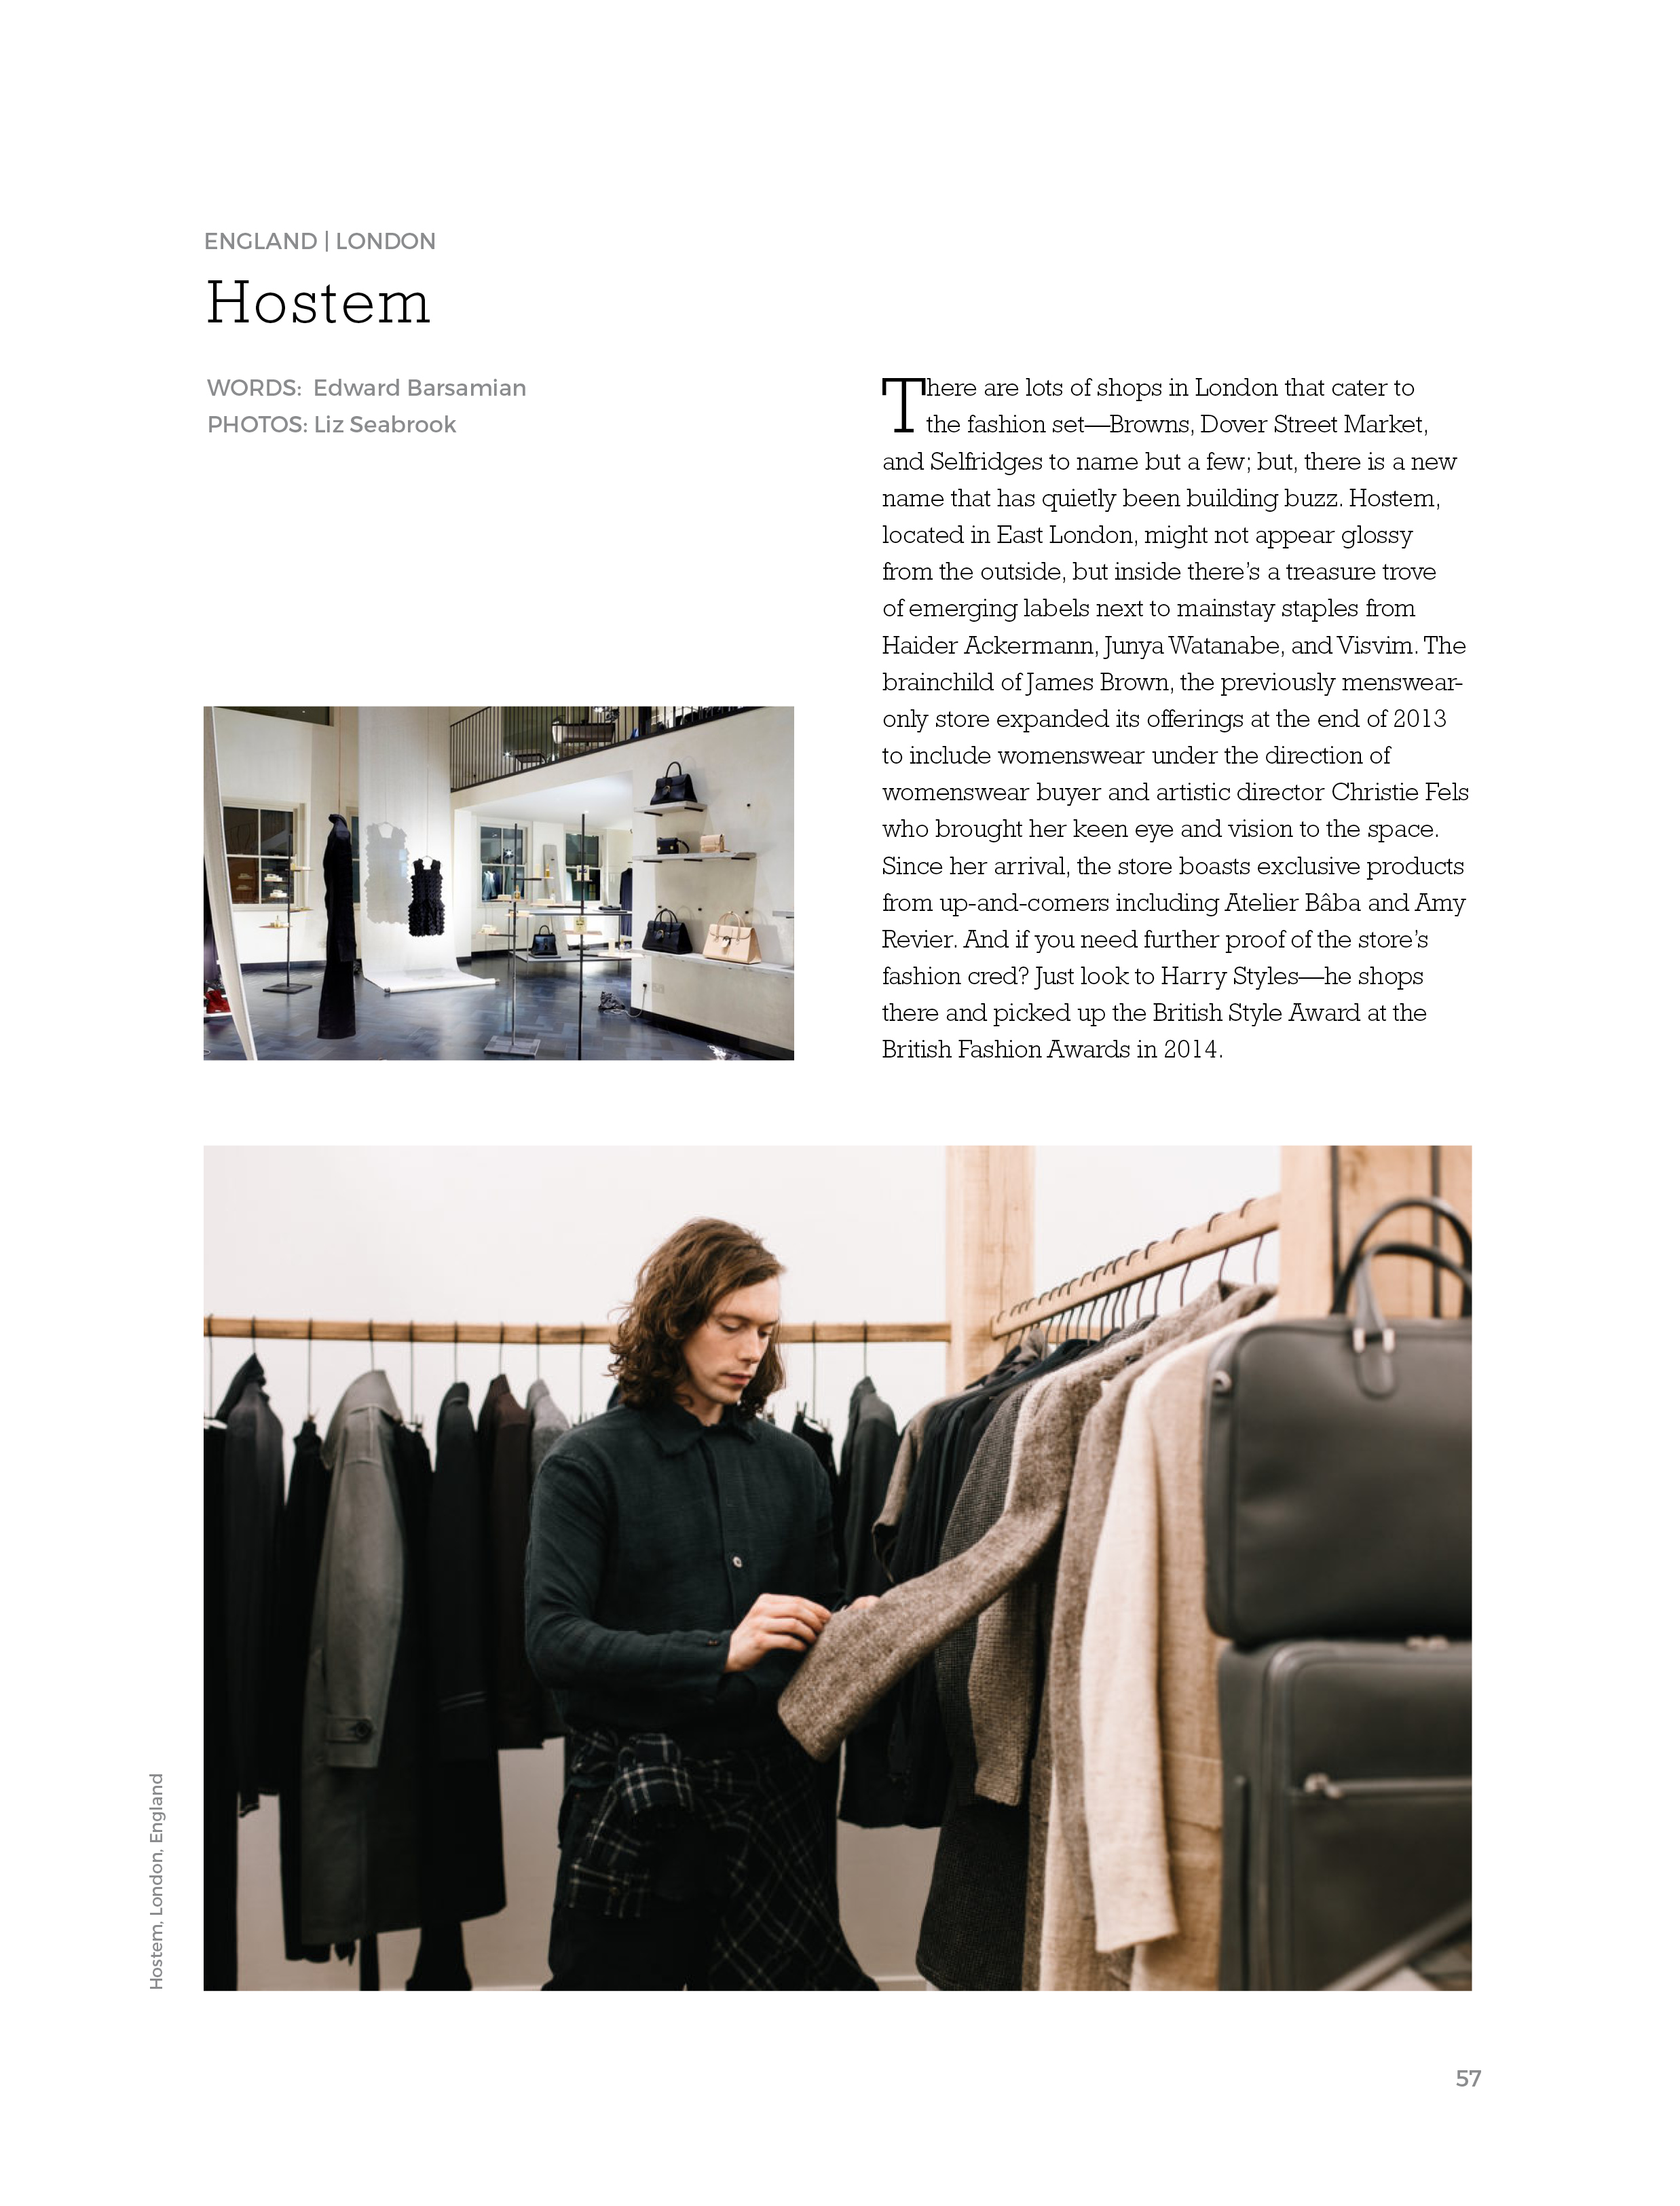 ENGLAND | LONDON
Hostem
WORDS: Edward Barsamian
PHOTOS: Liz Seabrook
There are lots of shops in London that cater to
the fashion set—Browns, Dover Street Market,
and Selfridges to name but a few; but, there is a new
name that has quietly been building buzz. Hostem,
located in East London, might not appear glossy
from the outside, but inside there’s a treasure trove
of emerging labels next to mainstay staples from
Haider Ackermann, Junya Watanabe, and Visvim. The
brainchild of James Brown, the previously menswear-
only store expanded its offerings at the end of 2013
to include womenswear under the direction of
womenswear buyer and artistic director Christie Fels
who brought her keen eye and vision to the space.
Since her arrival, the store boasts exclusive products
from up-and-comers including Atelier Bâba and Amy
Revier. And if you need further proof of the store’s
fashion cred? Just look to Harry Styles—he shops
there and picked up the British Style Award at the
British Fashion Awards in 2014.
Hostem, London, England
57